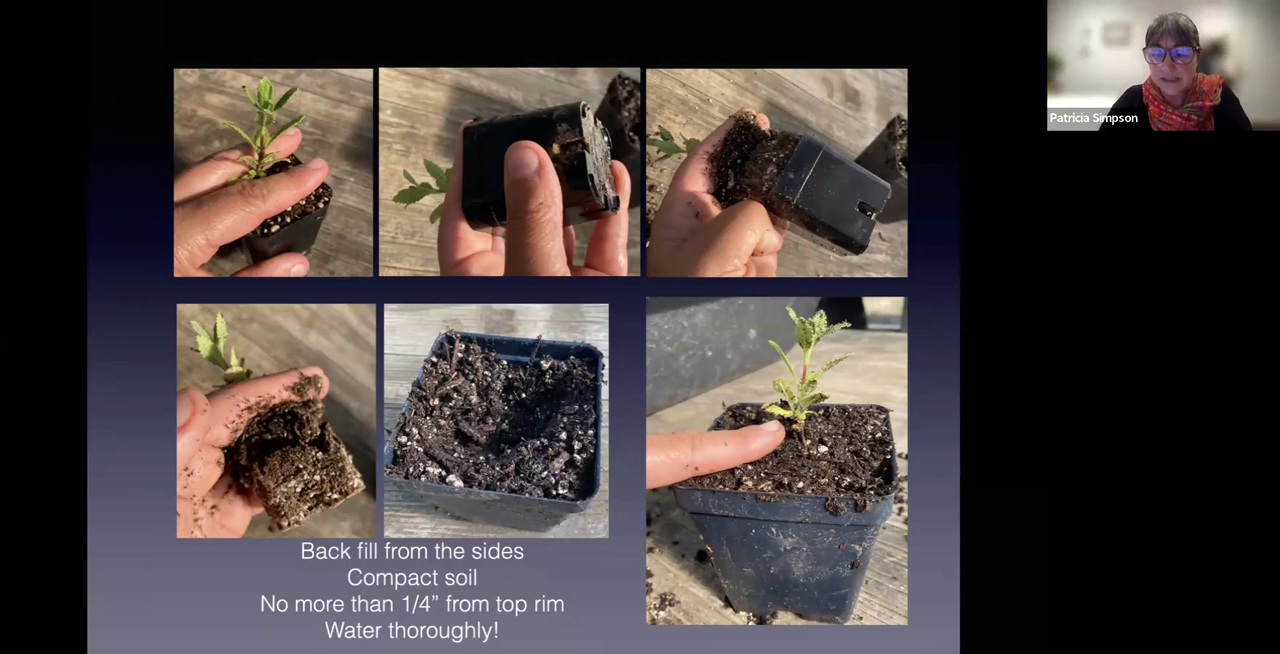 Patricia Simpson
Back fill from the sides
Compact soil
No more than 1/4” from top rim
Water thoroughly!